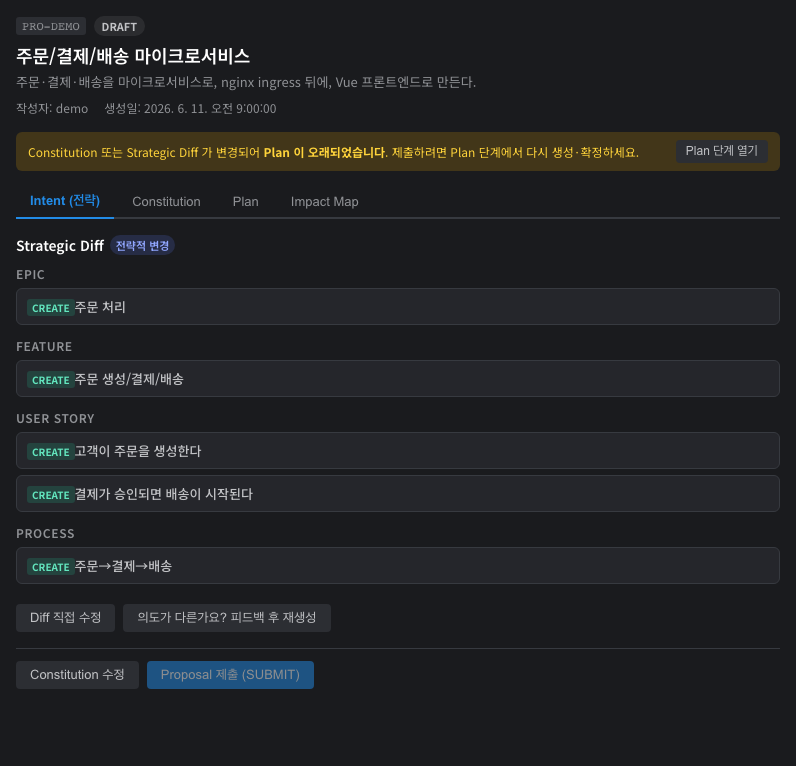 PRO-DEMO DRAFT
주문/결제/배송 마이크로서비스
주문·결제·배송을 마이크로서비스로, nginx ingress 뒤에, Vue 프론트엔드로 만든다.
작성자: demo 생성일: 2026. 6. 11. 오전 9:00:00
Constitution 또는 Strategic Diff 가 변경되어 Plan 이 오래되었습니다. 제출하려면 Plan 단계에서 다시 생성·확정하세요. Plan 단계 열기
Intent (전략) Constitution Plan Impact Map
Strategic Diff 전략적 변경
EPIC
CREATE 주문 처리
FEATURE
CREATE 주문 생성/결제/배송
USER STORY
CREATE 고객이 주문을 생성한다
CREATE 결제가 승인되면 배송이 시작된다
PROCESS
CREATE 주문→결제→배송
Diff 직접 수정 의도가 다른가요? 피드백 후 재생성
Constitution 수정 Proposal 제출 (SUBMIT)